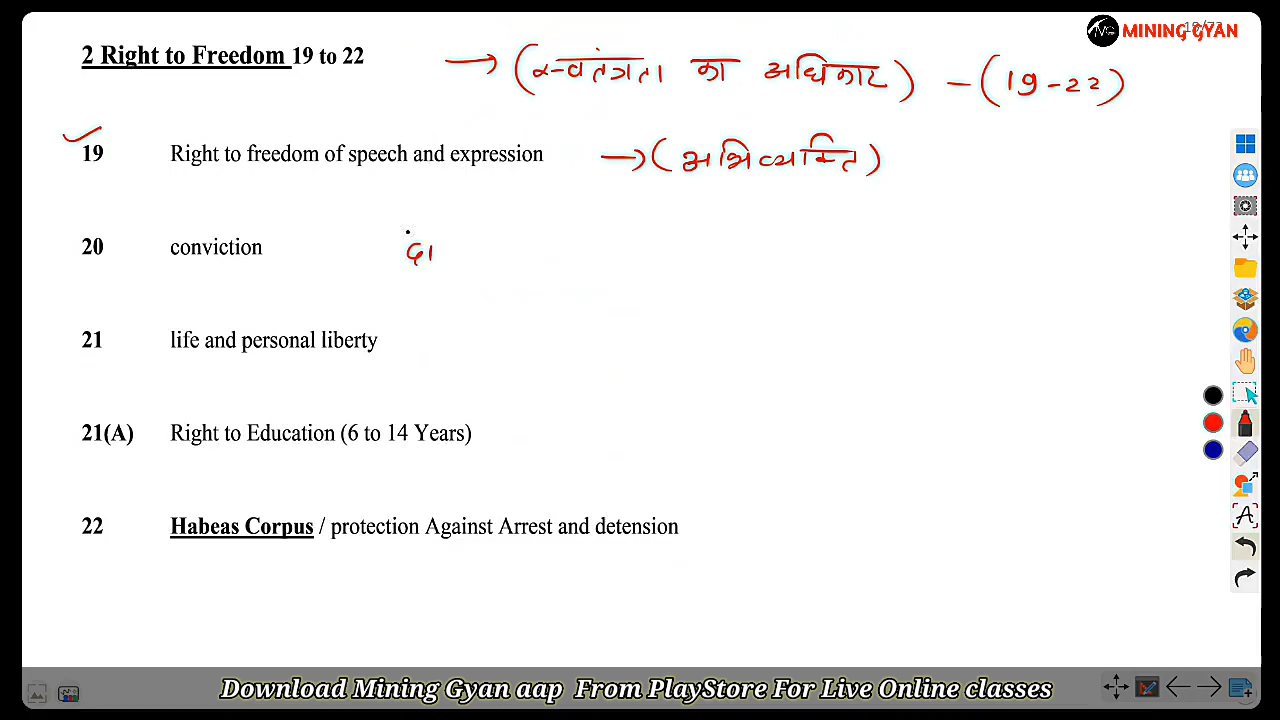 18/73
MINING GYAN
2 Right to Freedom 19 to 22 → (स्वतंत्रता का अधिकार) – (19-22)
19 Right to freedom of speech and expression → (अभिव्यक्ति)
20 conviction दा
21 life and personal liberty
21(A) Right to Education (6 to 14 Years)
22 Habeas Corpus / protection Against Arrest and detension
Download Mining Gyan aap From PlayStore For Live Online classes